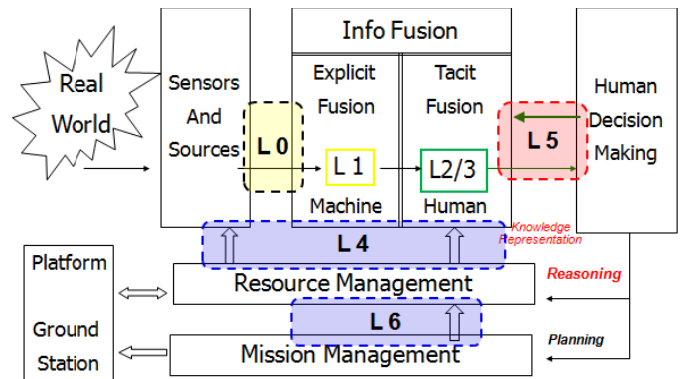 Info Fusion
Real
World
Sensors
And
Sources
L 0
Explicit
Fusion
L 1
Machine
Tacit
Fusion
L2/3
Human
L 5
Human
Decision
Making
Knowledge
Representation
L 4
Platform
Ground
Station
Resource Management
Reasoning
L 6
Mission Management
Planning